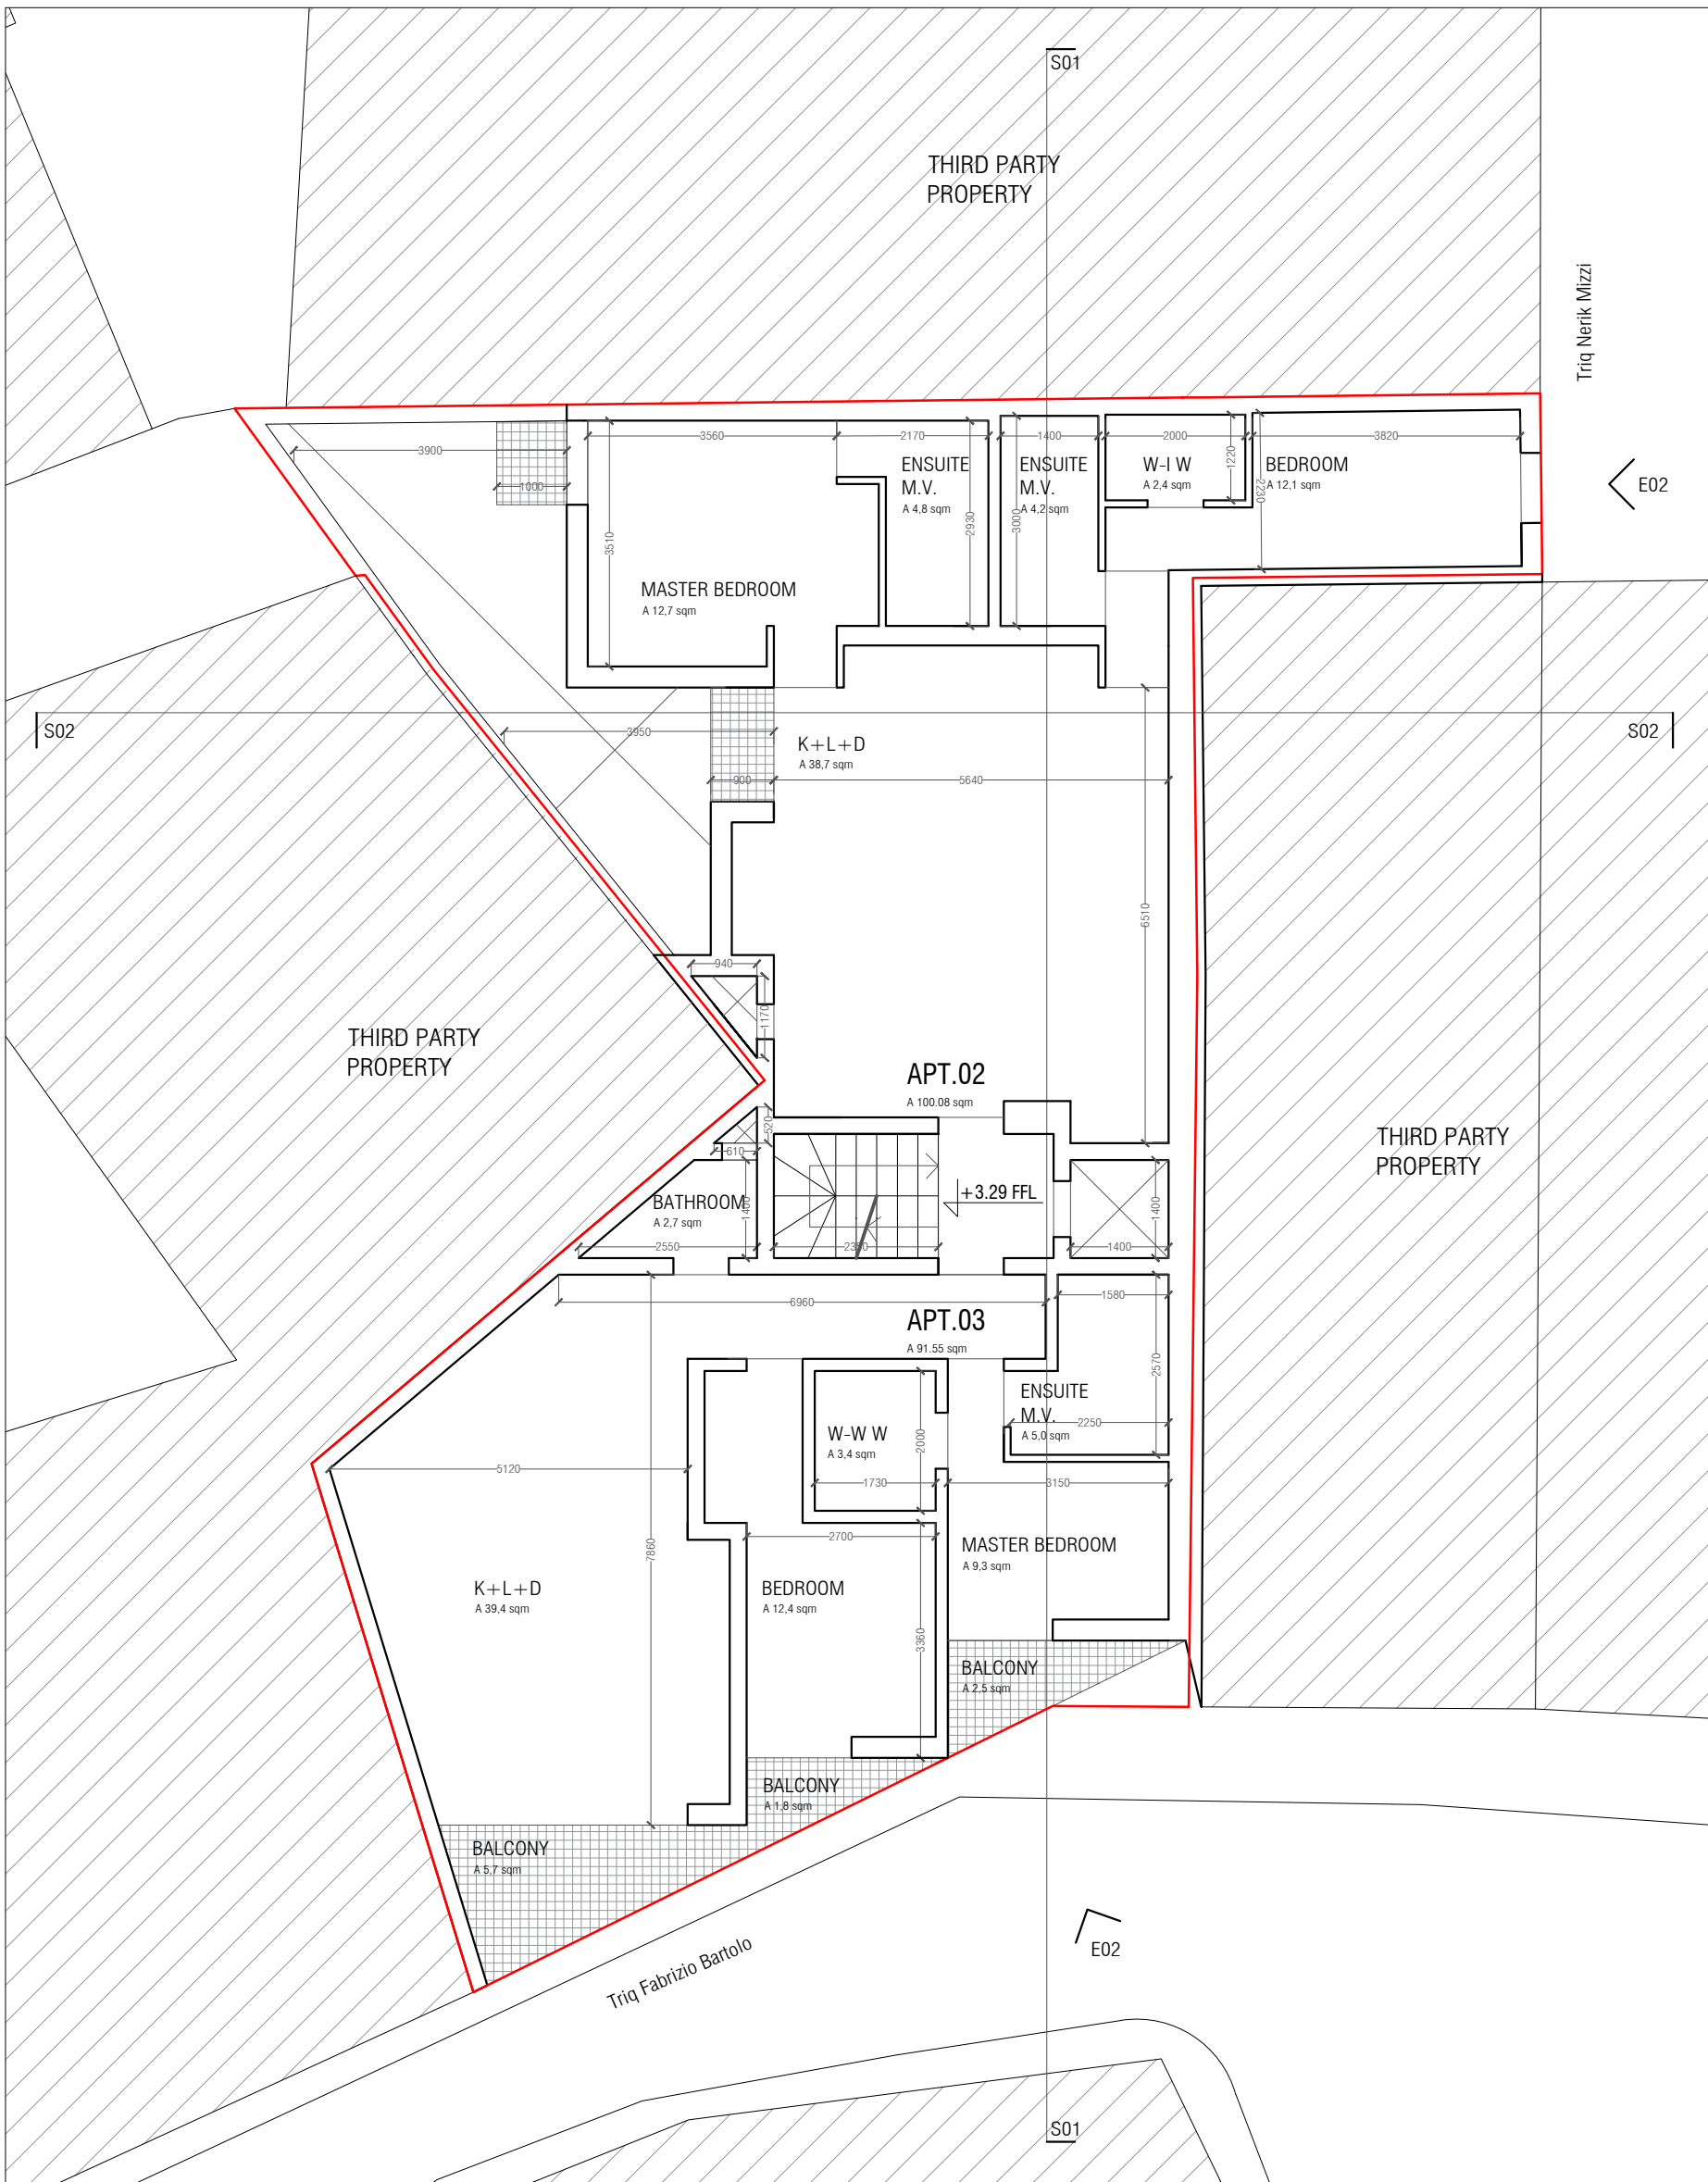 S01
THIRD PARTY
PROPERTY
Triq Nerik Mizzi
3560
2170
1400
2000
3820
3900
1000
ENSUITE
M.V.
A 4,8 sqm
ENSUITE
M.V.
A 4,2 sqm
W-I W
A 2,4 sqm
1220
BEDROOM
A 12,1 sqm
2230
E02
3510
2930
3000
MASTER BEDROOM
A 12,7 sqm
S02
S02
3950
K+L+D
A 38,7 sqm
900
5640
6510
940
1170
THIRD PARTY
PROPERTY
APT.02
A 100.08 sqm
520
610
THIRD PARTY
PROPERTY
BATHROOM
A 2,7 sqm
1400
+3.29 FFL
1400
2550
1400
6960
1580
APT.03
A 91.55 sqm
2570
ENSUITE
M.V.
A 5,0 sqm
2250
W-W W
A 3,4 sqm
2000
5120
1730
3150
2700
7860
MASTER BEDROOM
A 9,3 sqm
K+L+D
A 39,4 sqm
BEDROOM
A 12,4 sqm
3360
BALCONY
A 2,5 sqm
BALCONY
A 1,8 sqm
BALCONY
A 5,7 sqm
Triq Fabrizio Bartolo
E02
S01